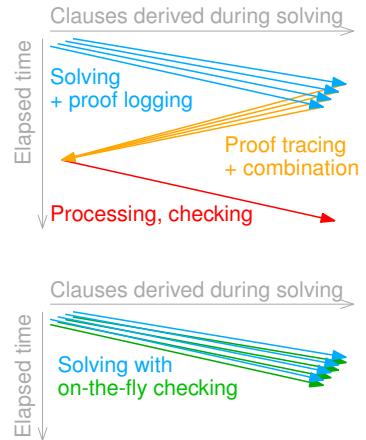 Clauses derived during solving
Elapsed time
Solving
+ proof logging
Proof tracing
+ combination
Processing, checking
Clauses derived during solving
Elapsed time
Solving with
on-the-fly checking